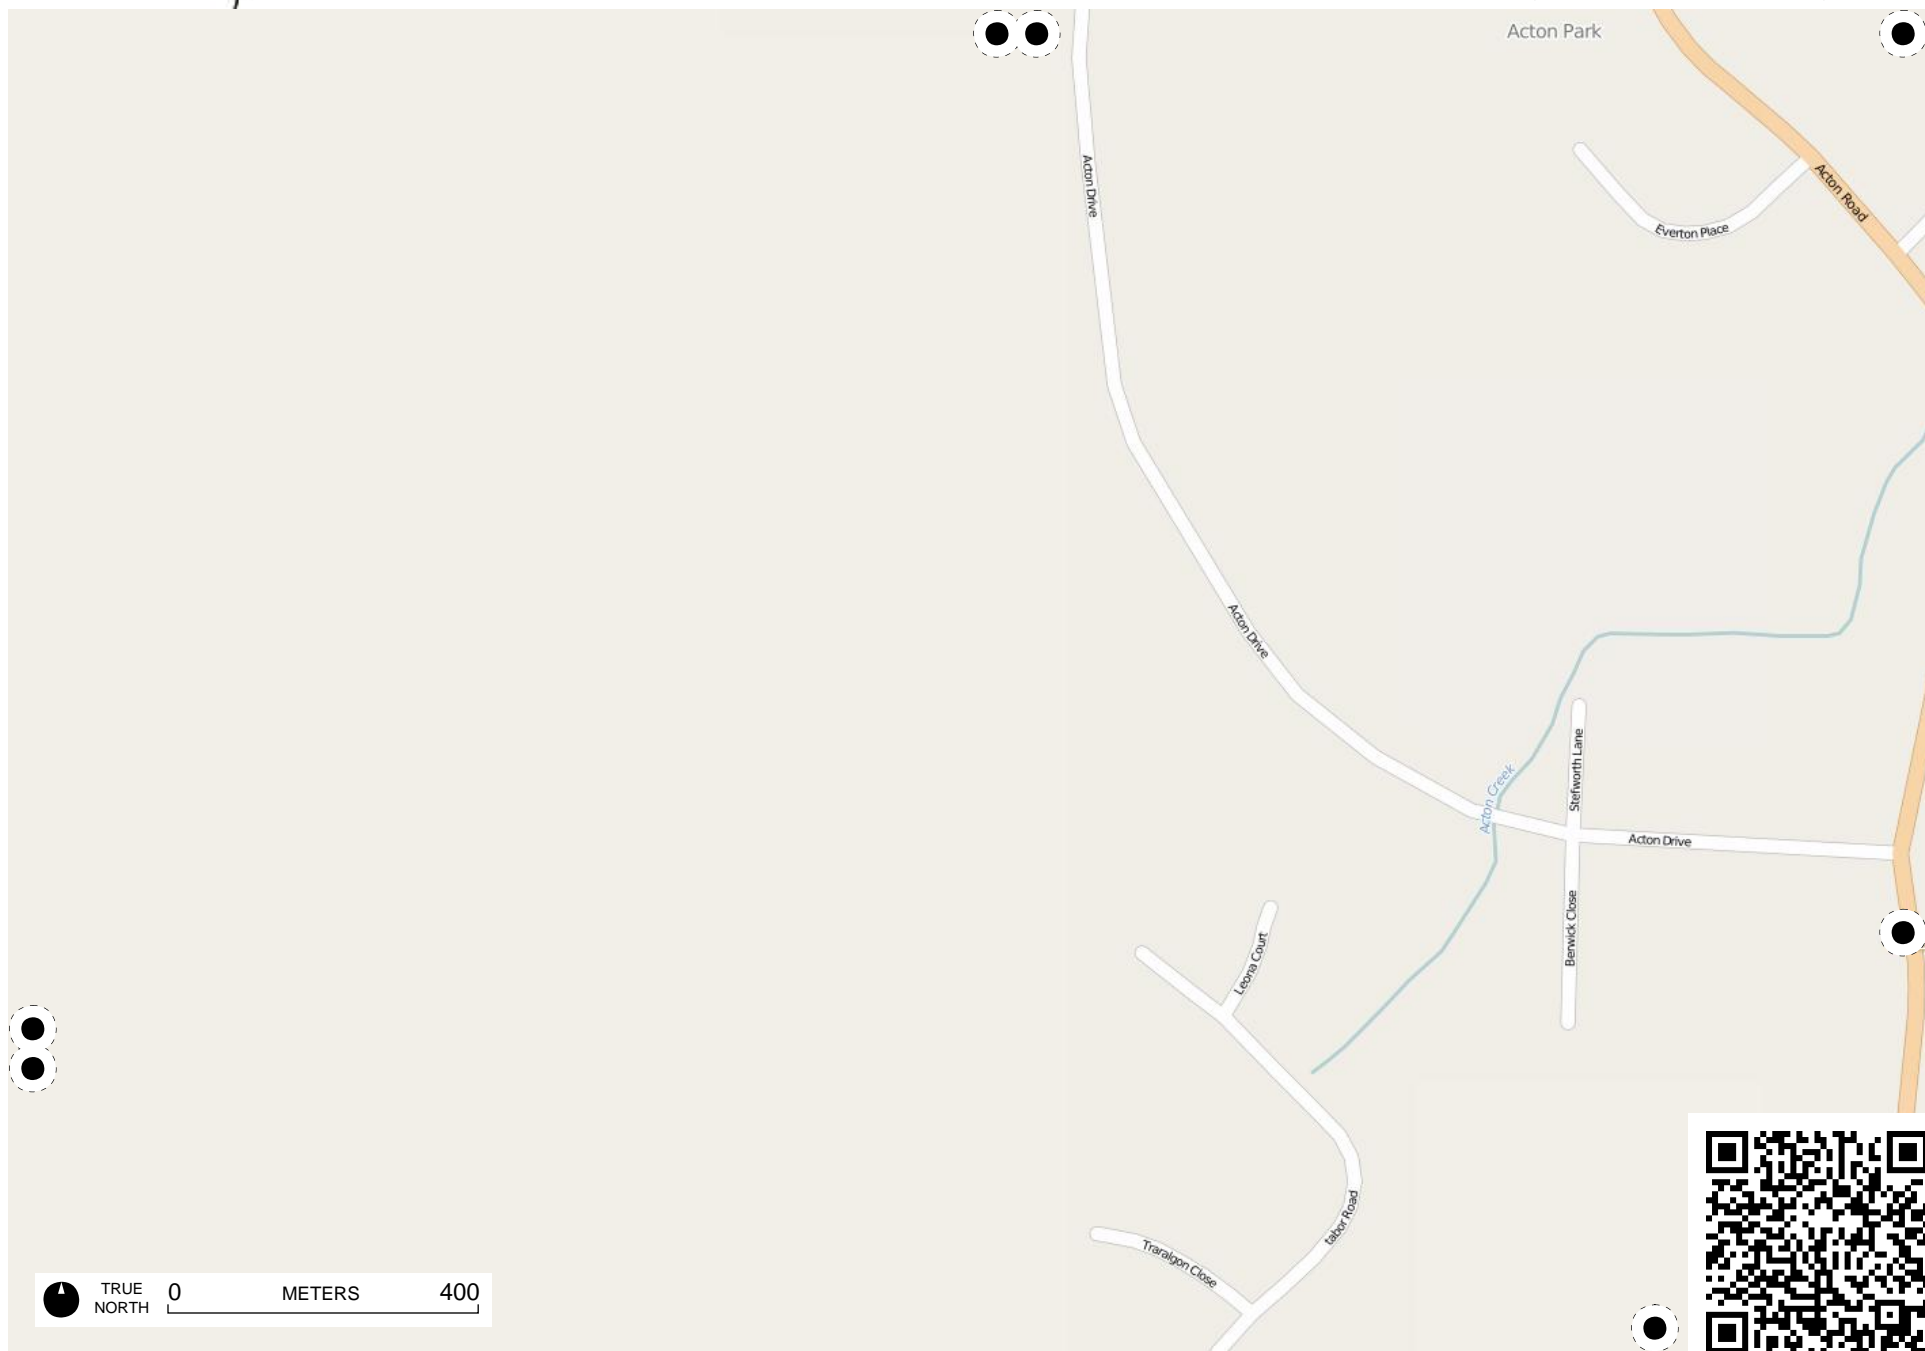 Acton Park
Acton Drive
Acton Road
Everton Place
Acton Drive
Stefworth Lane
Acton Creek
Acton Drive
Berwick Close
Leona Court
tabor Road
Traralgon Close
TRUE
NORTH
0 METERS 400